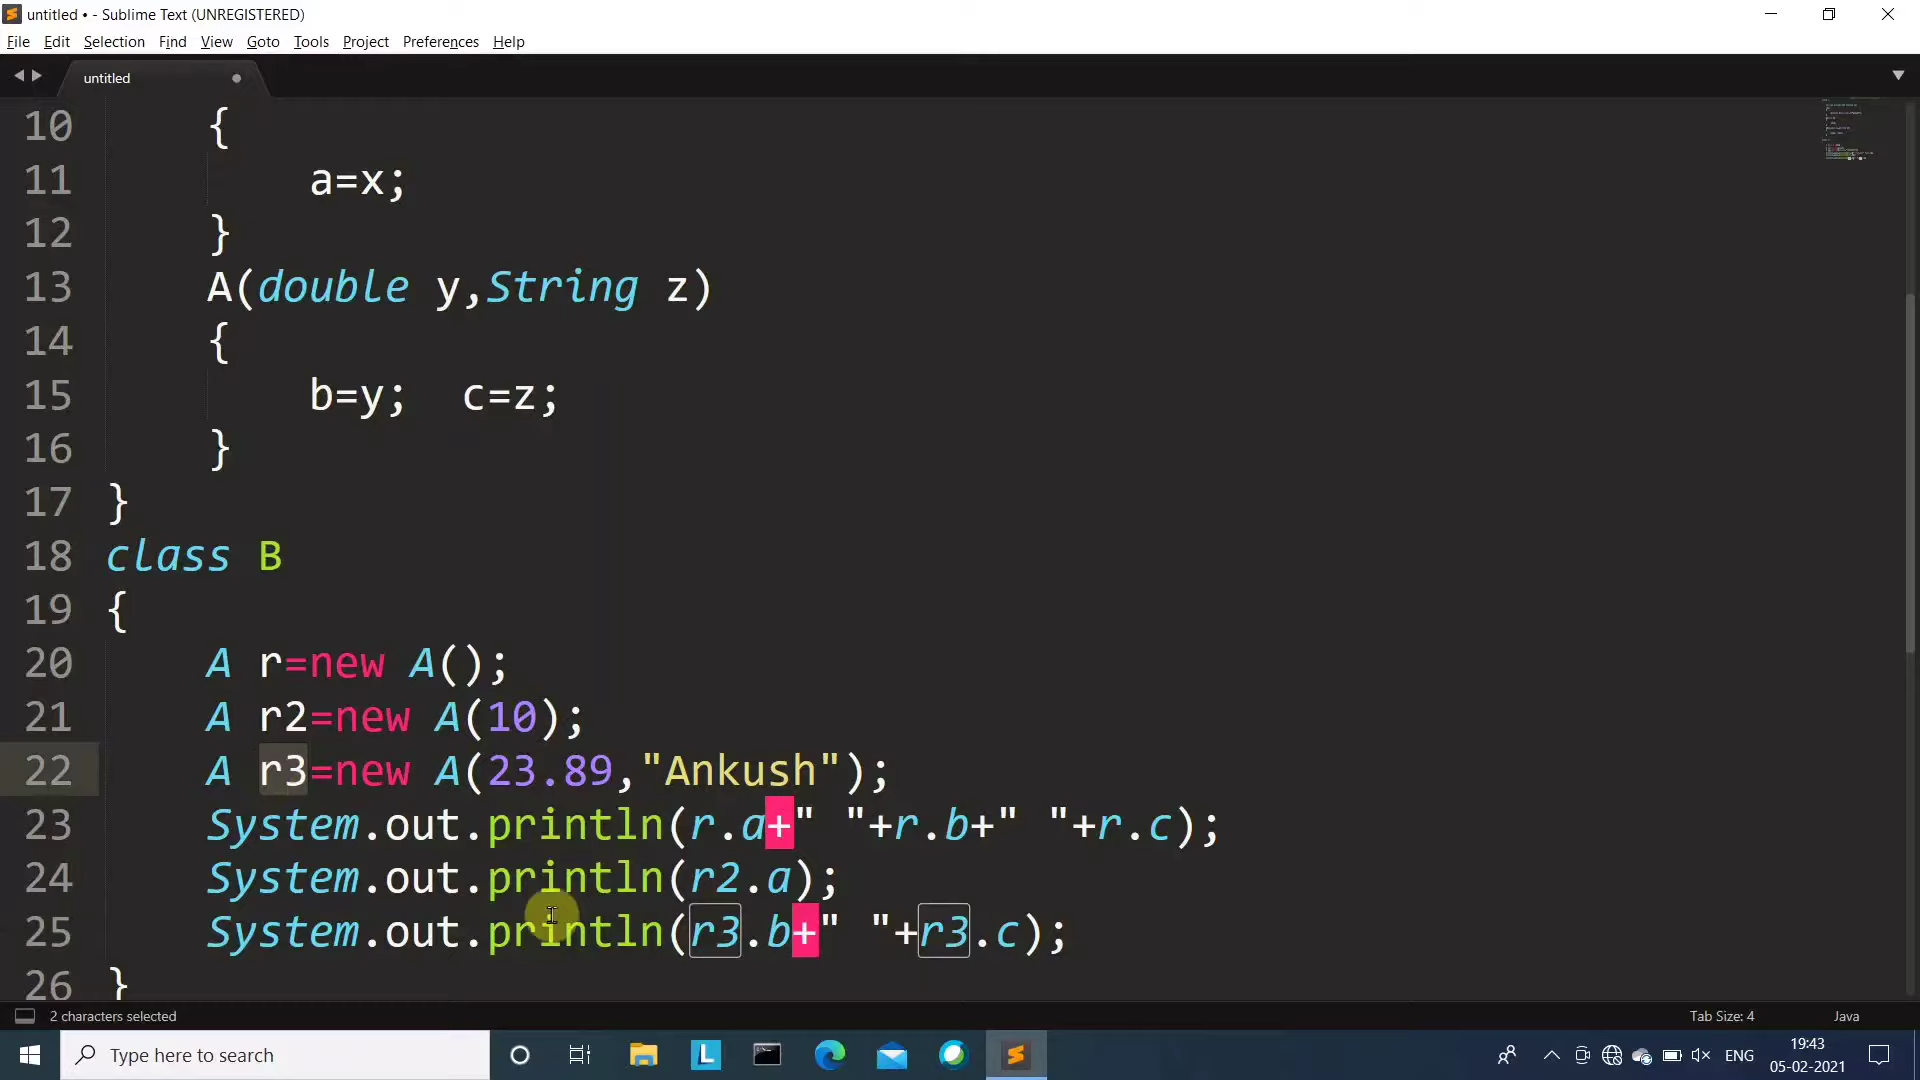 untitled • - Sublime Text (UNREGISTERED)
File Edit Selection Find View Goto Tools Project Preferences Help
untitled
10 {
11 a=x;
12 }
13 A(double y,String z)
14 {
15 b=y;  c=z;
16 }
17 }
18 class B
19 {
20 A r=new A();
21 A r2=new A(10);
22 A r3=new A(23.89,"Ankush");
23 System.out.println(r.a+" "+r.b+" "+r.c);
24 System.out.println(r2.a);
25 System.out.println(r3.b+" "+r3.c);
26 }
2 characters selected Tab Size: 4 Java
Type here to search L ENG 19:43
05-02-2021